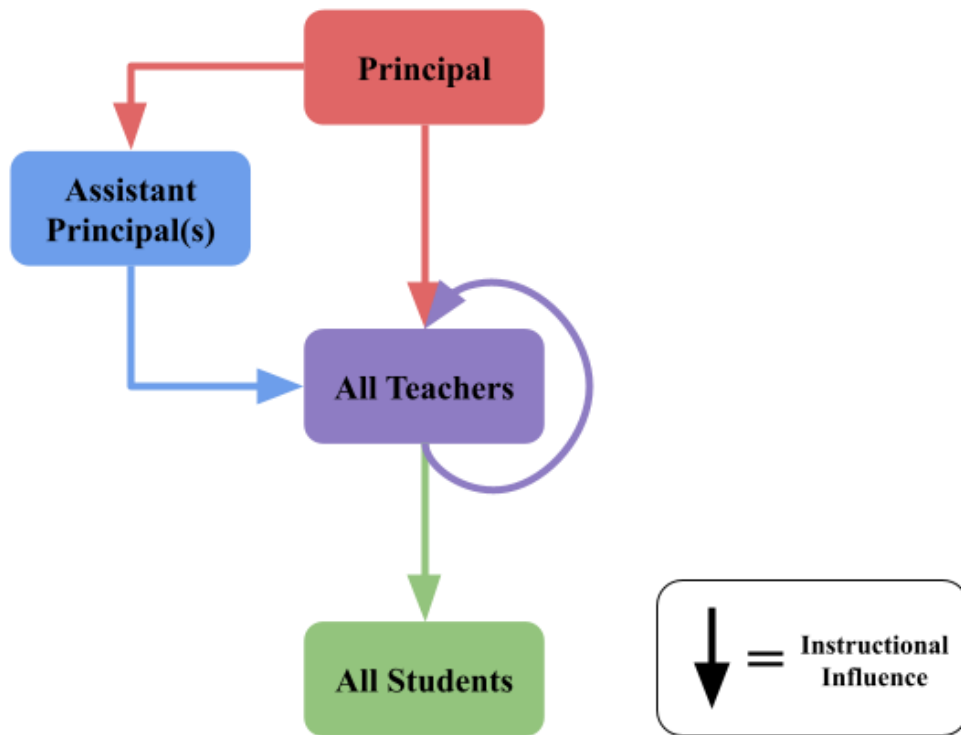 Principal
Assistant
Principal(s)
All Teachers
All Students
= Instructional
Influence